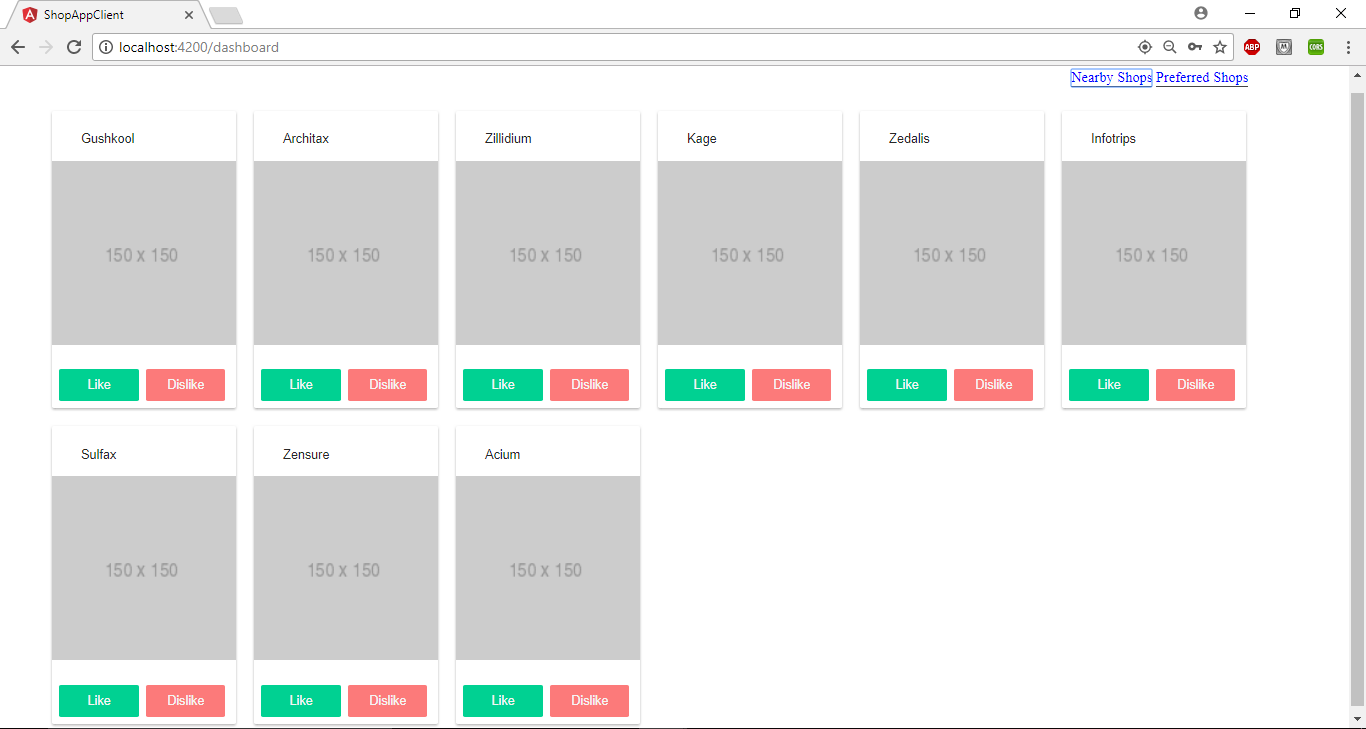 ShopAppClient
localhost:4200/dashboard
ABP
M
CORS
Nearby Shops Preferred Shops
Gushkool Architax Zillidium Kage Zedalis Infotrips
150 x 150 150 x 150 150 x 150 150 x 150 150 x 150 150 x 150
Like Dislike Like Dislike Like Dislike Like Dislike Like Dislike Like Dislike
Sulfax Zensure Acium
150 x 150 150 x 150 150 x 150
Like Dislike Like Dislike Like Dislike